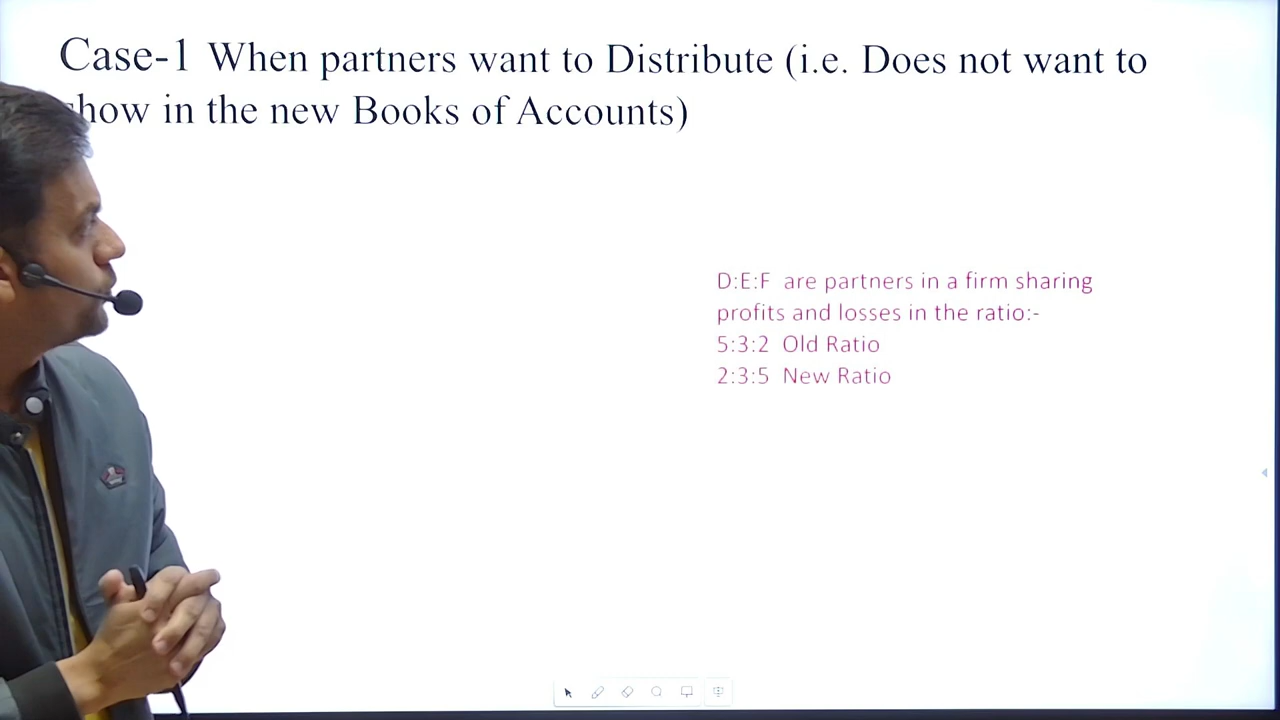 Case-1 When partners want to Distribute (i.e. Does not want to
show in the new Books of Accounts)
D:E:F are partners in a firm sharing
profits and losses in the ratio:-
5:3:2 Old Ratio
2:3:5 New Ratio